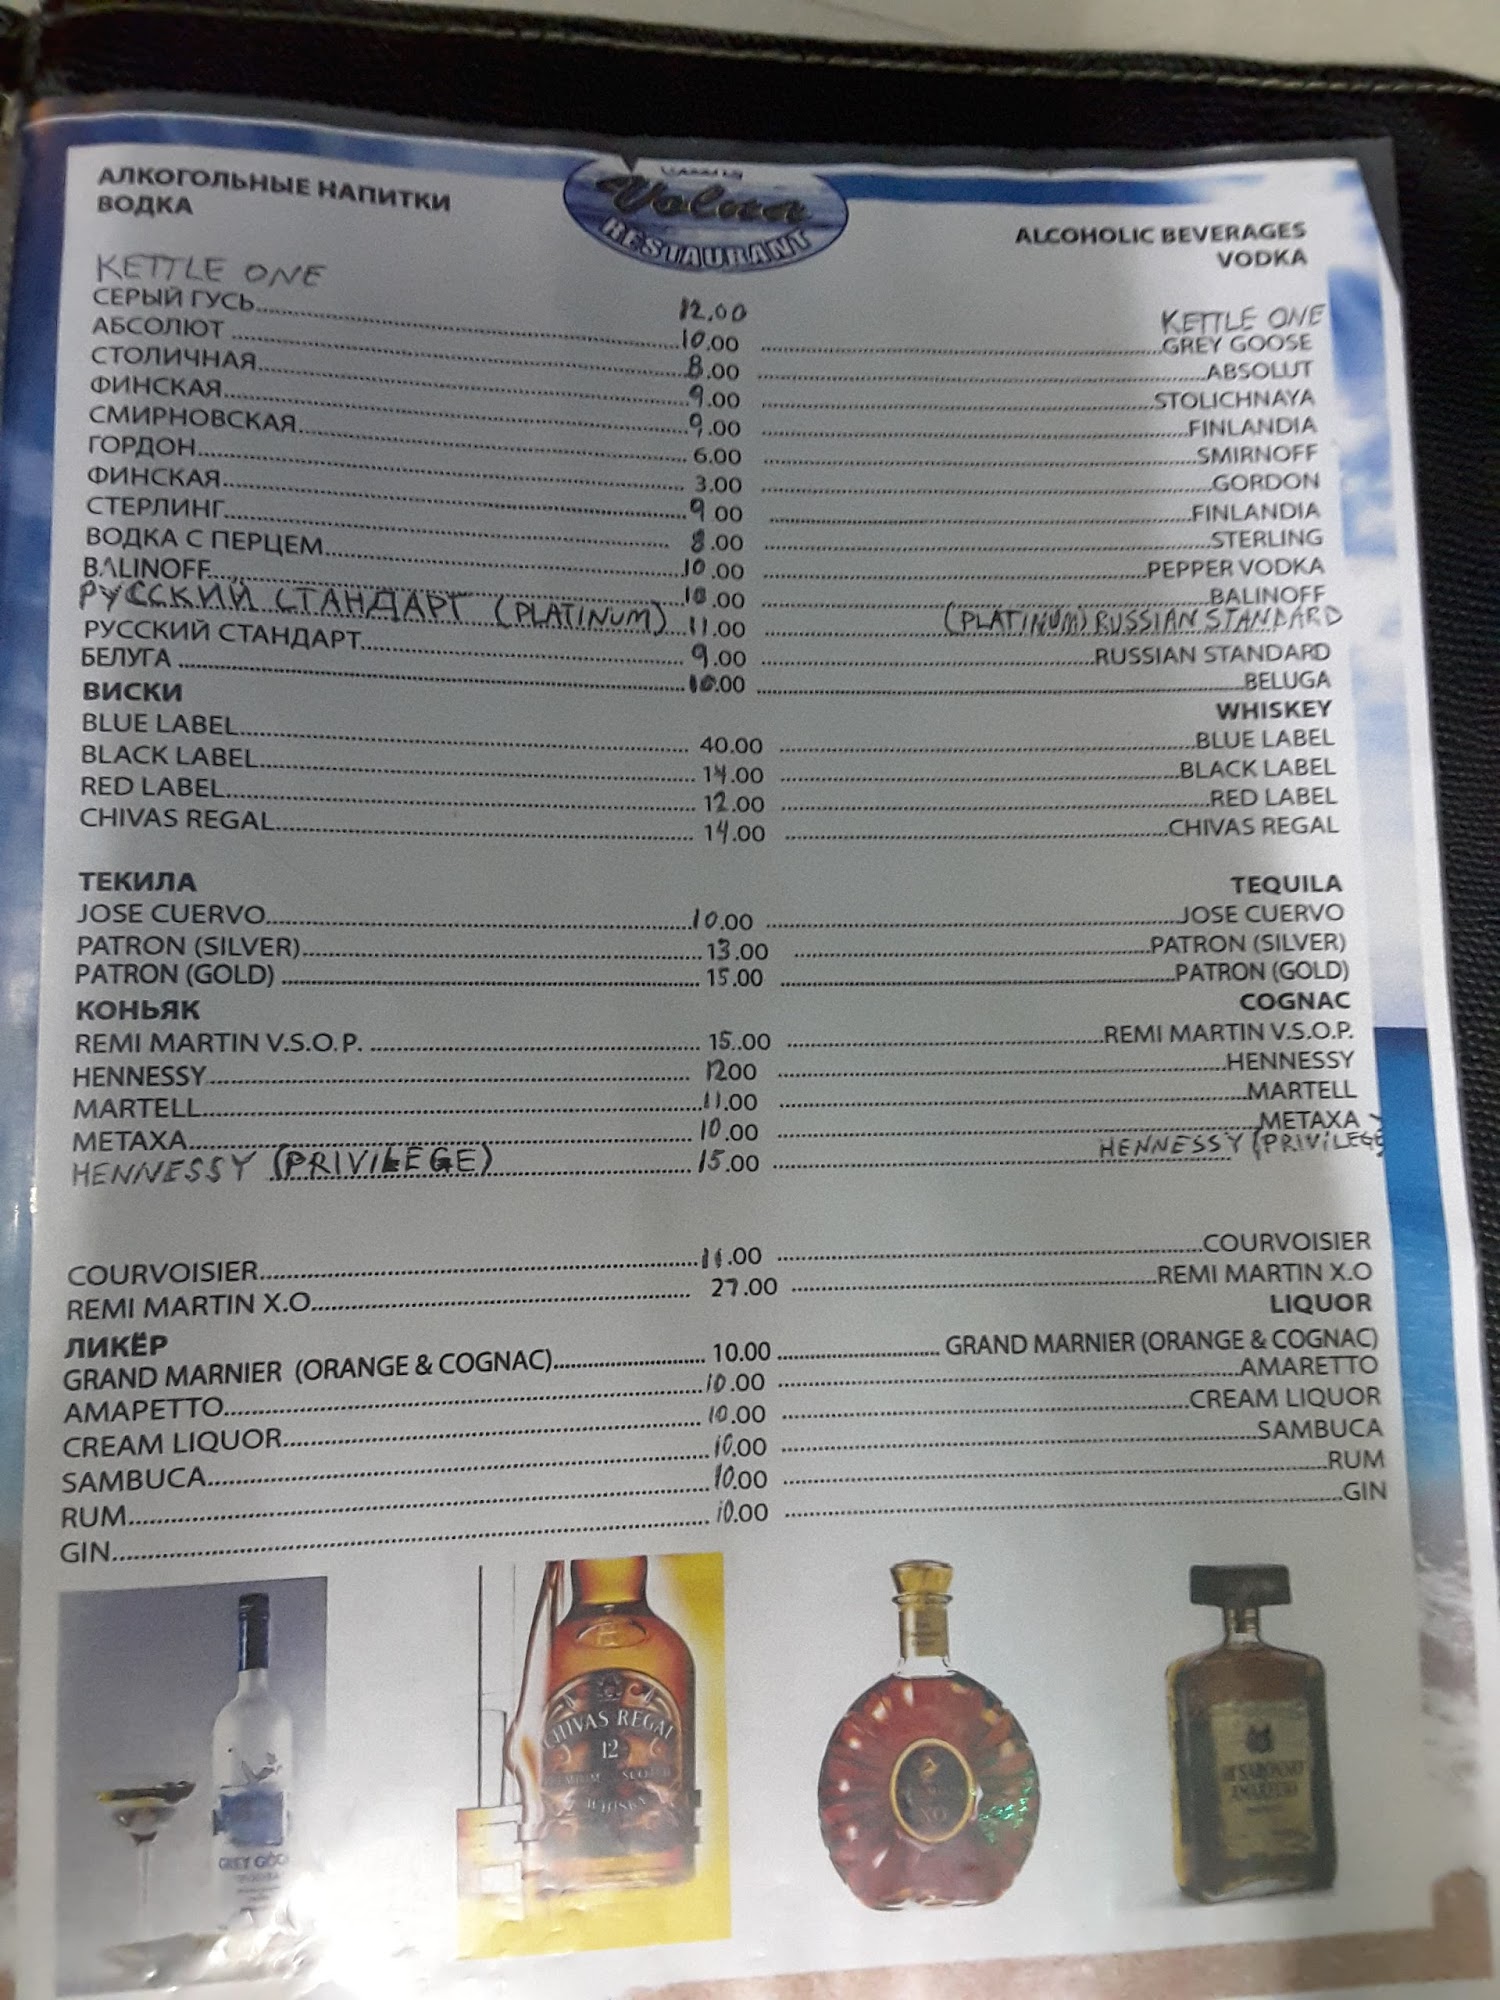 Volna
RESTAURANT
АЛКОГОЛЬНЫЕ НАПИТКИ ALCOHOLIC BEVERAGES
ВОДКА VODKA
KETTLE ONE 12.00 KETTLE ONE
СЕРЫЙ ГУСЬ 10.00 GREY GOOSE
АБСОЛЮТ 8.00 ABSOLUT
СТОЛИЧНАЯ 9.00 STOLICHNAYA
ФИНСКАЯ 9.00 FINLANDIA
СМИРНОВСКАЯ 6.00 SMIRNOFF
ГОРДОН 3.00 GORDON
ФИНСКАЯ 9.00 FINLANDIA
СТЕРЛИНГ 8.00 STERLING
ВОДКА С ПЕРЦЕМ 10.00 PEPPER VODKA
BALINOFF 10.00 BALINOFF
РУССКИЙ СТАНДАРТ (PLATINUM) 11.00 (PLATINUM) RUSSIAN STANDARD
РУССКИЙ СТАНДАРТ 9.00 RUSSIAN STANDARD
БЕЛУГА 10.00 BELUGA
ВИСКИ WHISKEY
BLUE LABEL 40.00 BLUE LABEL
BLACK LABEL 14.00 BLACK LABEL
RED LABEL 12.00 RED LABEL
CHIVAS REGAL 14.00 CHIVAS REGAL
ТЕКИЛА TEQUILA
JOSE CUERVO 10.00 JOSE CUERVO
PATRON (SILVER) 13.00 PATRON (SILVER)
PATRON (GOLD) 15.00 PATRON (GOLD)
КОНЬЯК COGNAC
REMI MARTIN V.S.O.P. 15..00 REMI MARTIN V.S.O.P.
HENNESSY 1200 HENNESSY
MARTELL 11.00 MARTELL
METAXA 10.00 METAXA
HENNESSY (PRIVILEGE) 15.00 HENNESSY (PRIVILEGE
COURVOISIER 11.00 COURVOISIER
REMI MARTIN X.O 27.00 REMI MARTIN X.O
ЛИКЁР LIQUOR
GRAND MARNIER (ORANGE & COGNAC) 10.00 GRAND MARNIER (ORANGE & COGNAC)
AMAPETTO 10.00 AMARETTO
CREAM LIQUOR 10.00 CREAM LIQUOR
SAMBUCA 10.00 SAMBUCA
RUM 10.00 RUM
GIN 10.00 GIN
GREY GOO
CHIVAS REGAL
12
WHISKY
XO
DISARONNO
AMARETTO